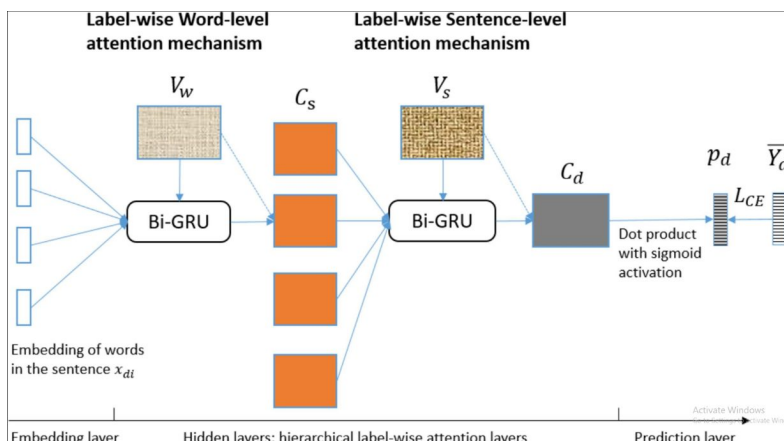 Label-wise Word-level
attention mechanism
Label-wise Sentence-level
attention mechanism
V_w
C_s
V_s
C_d
p_d
L_CE
Bi-GRU
Bi-GRU
Dot product
with sigmoid
activation
Embedding of words
in the sentence x_di
Activate Windows
Embedding layer
Hidden layers: hierarchical label-wise attention layers
Prediction layer